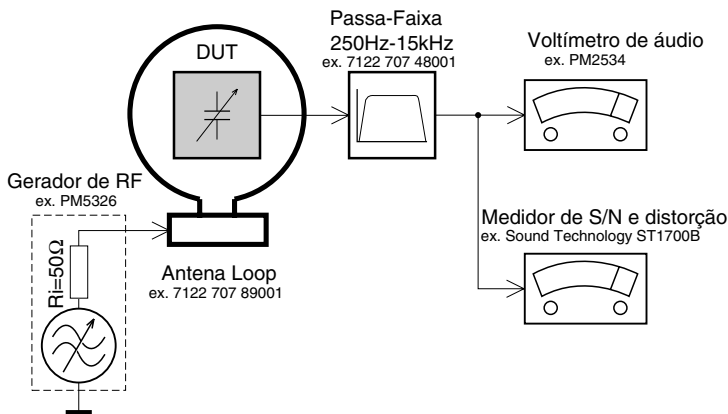 Passa-Faixa
250Hz-15kHz
ex. 7122 707 48001
DUT
Voltímetro de áudio
ex. PM2534
Gerador de RF
ex. PM5326
Ri=50Ω
Antena Loop
ex. 7122 707 89001
Medidor de S/N e distorção
ex. Sound Technology ST1700B